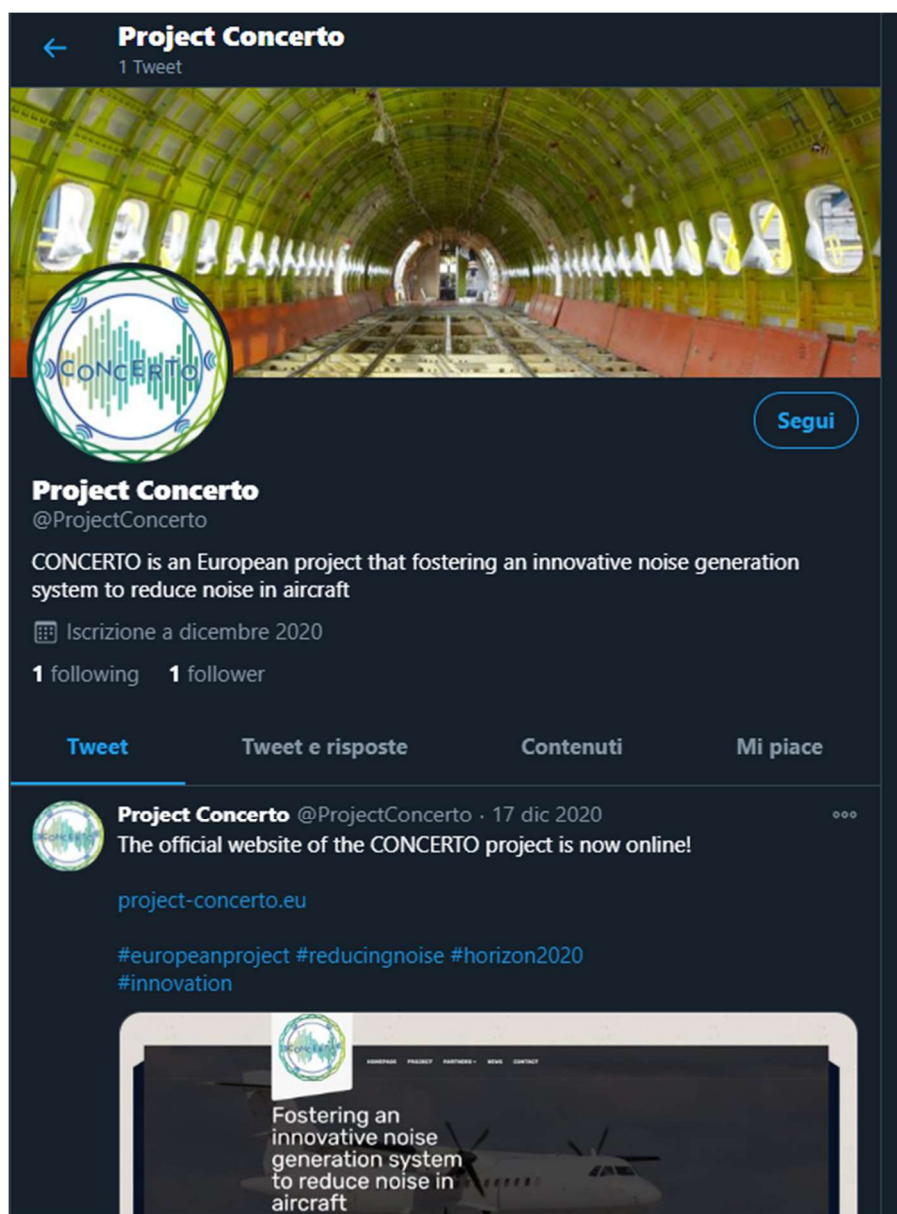 Project Concerto
1 Tweet
CONCERTO
Segui
Project Concerto
@ProjectConcerto
CONCERTO is an European project that fostering an innovative noise generation
system to reduce noise in aircraft
Iscrizione a dicembre 2020
1 following 1 follower
Tweet Tweet e risposte Contenuti Mi piace
Project Concerto @ProjectConcerto · 17 dic 2020
CONCERTO
The official website of the CONCERTO project is now online!
project-concerto.eu
#europeanproject #reducingnoise #horizon2020
#innovation
CONCERTO
HOMEPAGE PROJECT PARTNERS NEWS CONTACT
Fostering an
innovative noise
generation system
to reduce noise in
aircraft